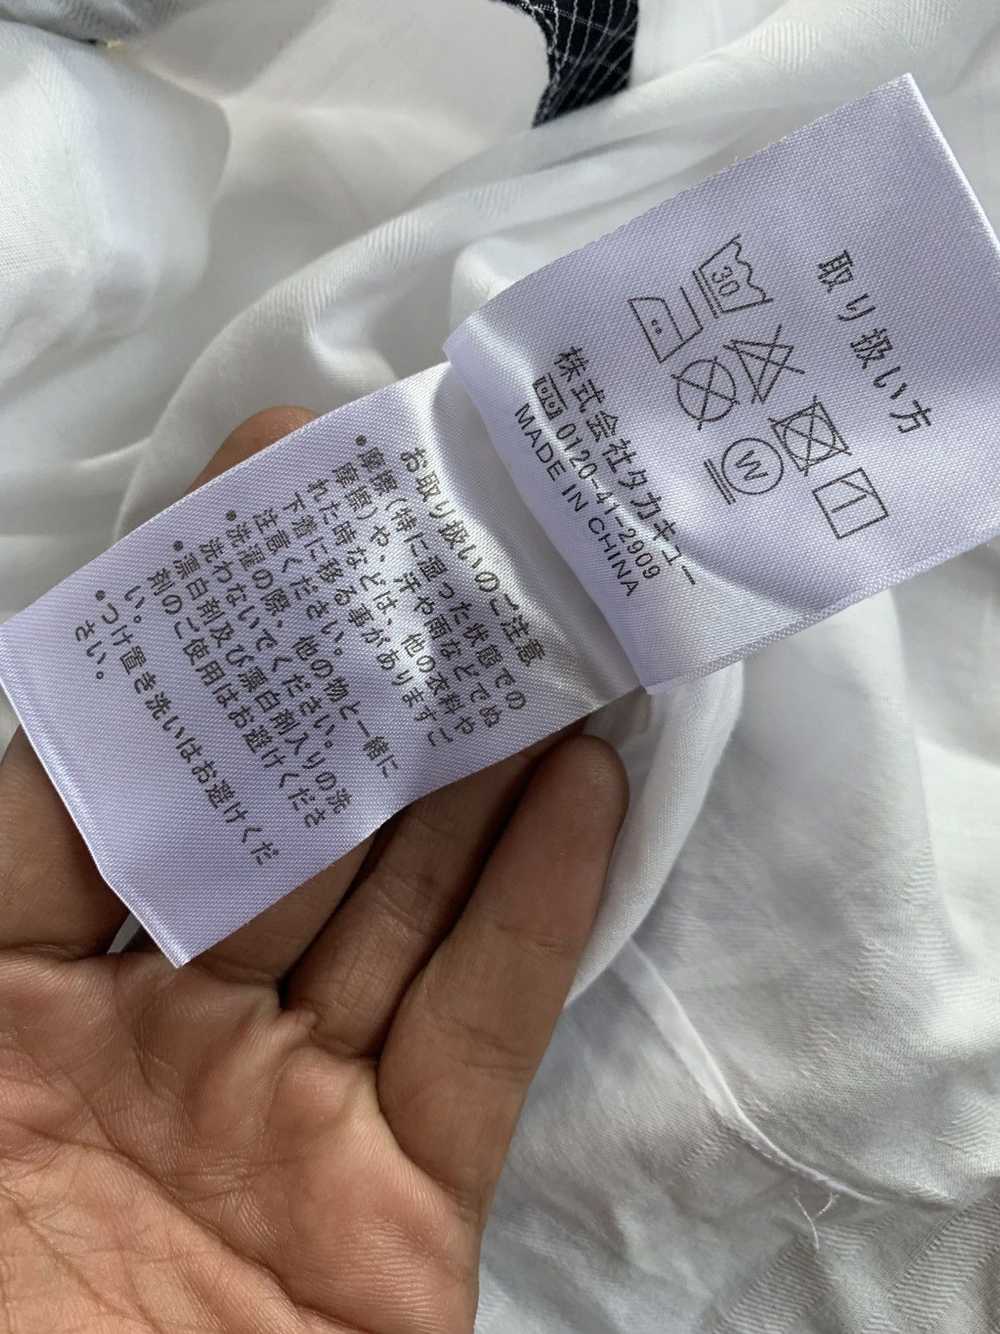 取り扱い方
30
W
株式会社タカキュー
0120-41-2909
MADE IN CHINA
お取り扱いのご注意
●摩擦（特に湿った状態での
摩擦）や、汗や雨などでぬ
れた時などは、他の衣料や
下着に移る事がありますご
注意ください。
●洗濯の際、他の物と一緒に
洗わないでください。
●漂白剤及び漂白剤入りの洗
剤のご使用はお避けくださ
い。
●つけ置き洗いはお避けくだ
さい。